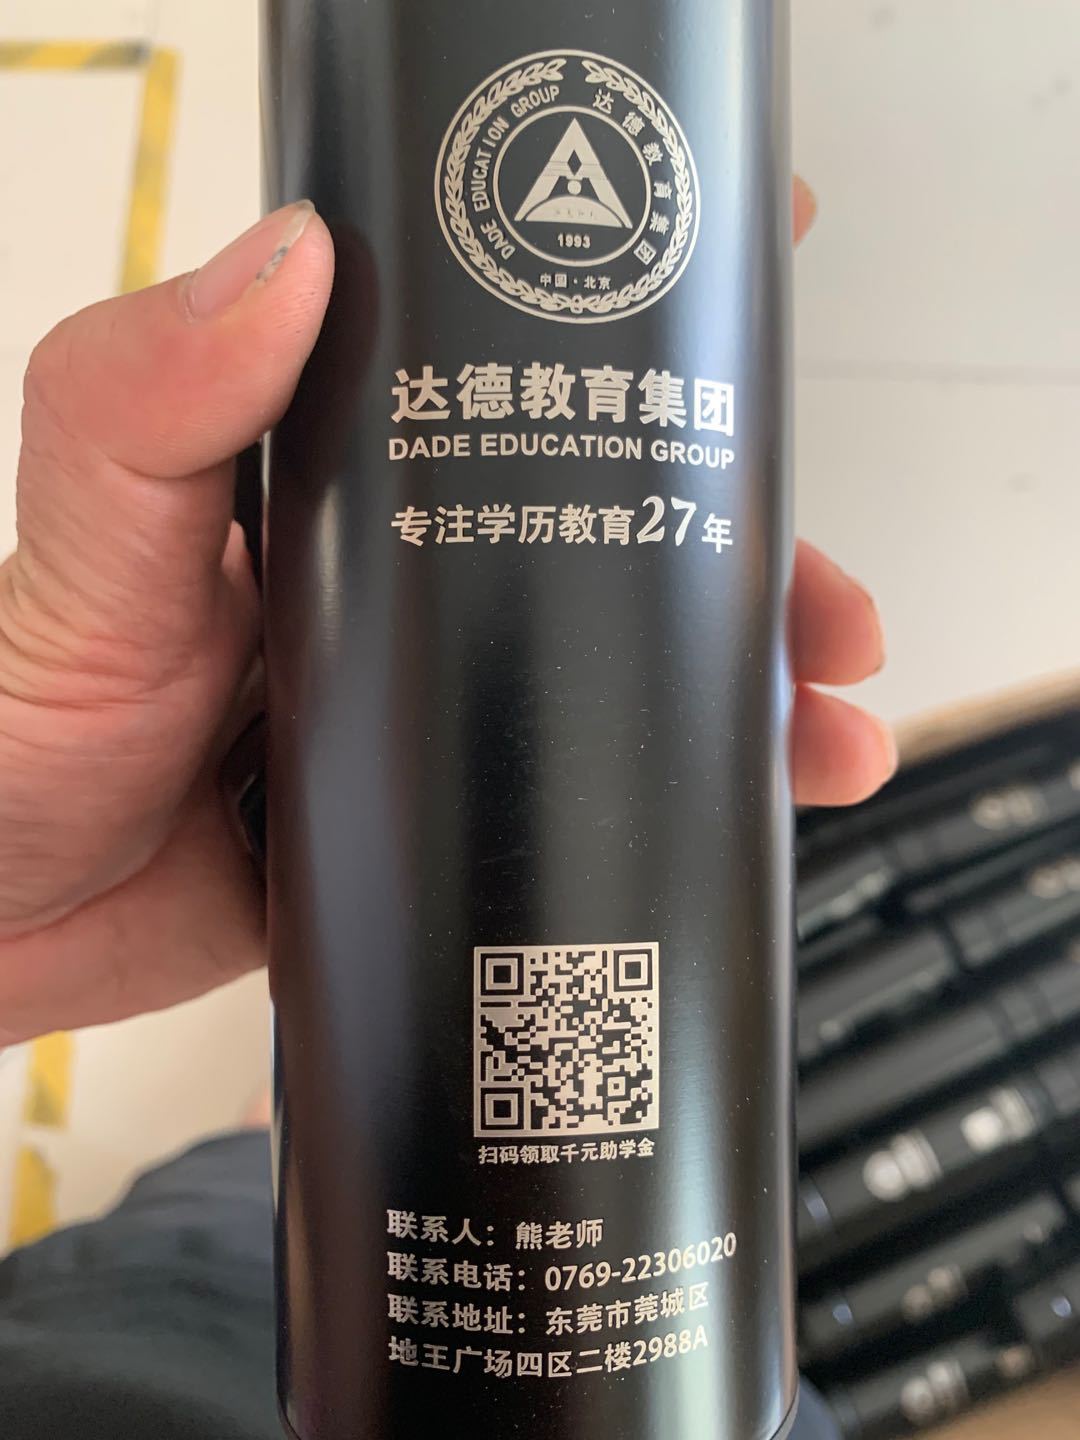 DADE EDUCATION GROUP 达德教育集团
1993
中国·北京
达德教育集团
DADE EDUCATION GROUP
专注学历教育27年
扫码领取千元助学金
联系人：熊老师
联系电话：0769-22306020
联系地址：东莞市莞城区
地王广场四区二楼2988A